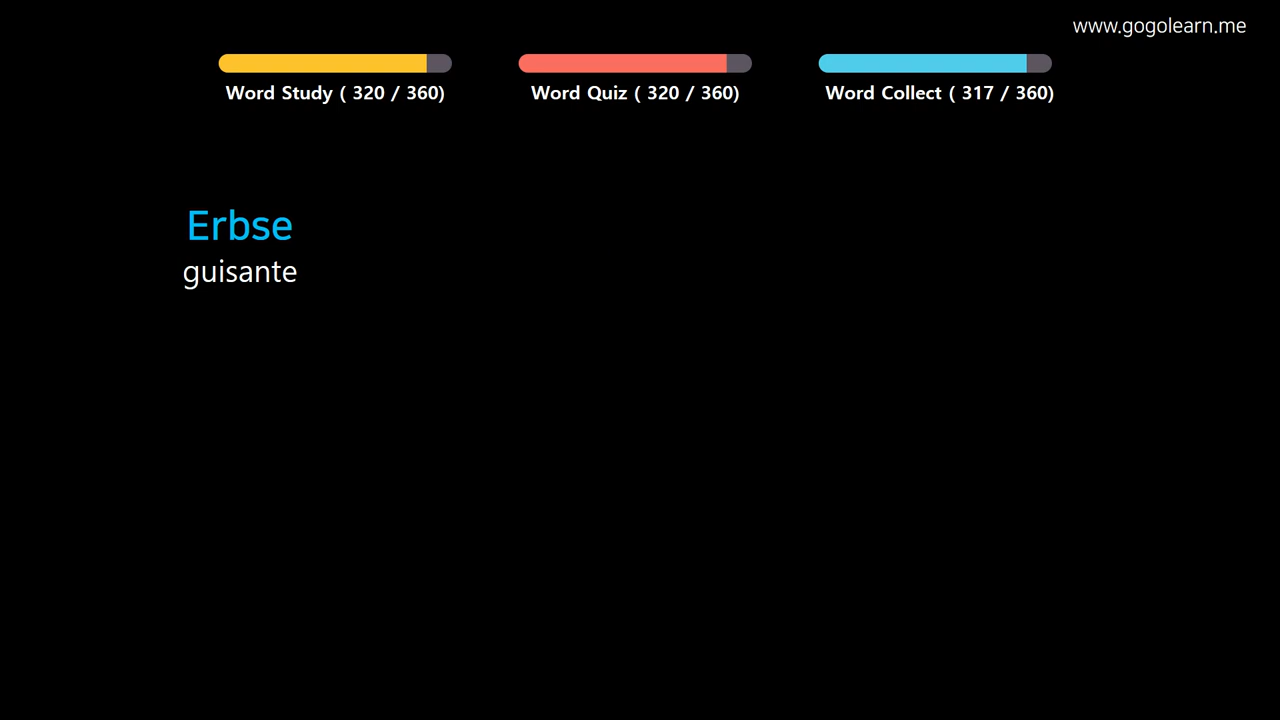 www.gogolearn.me
Word Study ( 320 / 360)
Word Quiz ( 320 / 360)
Word Collect ( 317 / 360)
Erbse
guisante